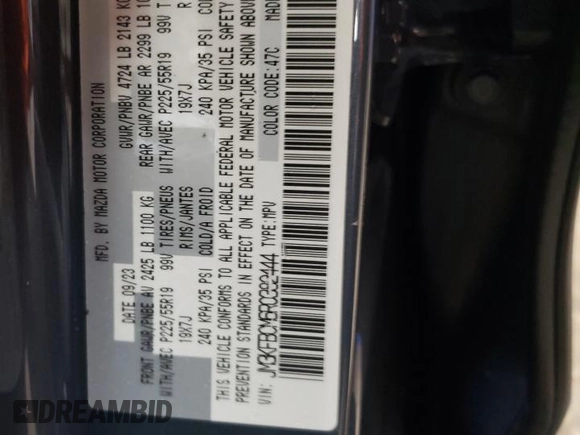 MFD. BY MAZDA MOTOR CORPORATION
DATE 09/23 GVWR/PNBV 4724 LB 2143 KG
FRONT GAWR/PNBE AV 2425 LB 1100 KG REAR GAWR/PNBE AR 2299 LB
WITH/AVEC P225/55R19 99V TIRES/PNEUS WITH/AVEC P225/55R19 99V T
19X7J RIMS/JANTES 19X7J R
240 KPA/35 PSI COLD/A FROID 240 KPA/35 PSI COL
THIS VEHICLE CONFORMS TO ALL APPLICABLE FEDERAL MOTOR VEHICLE SAFETY
PREVENTION STANDARDS IN EFFECT ON THE DATE OF MANUFACTURE SHOWN ABOVE
VIN: TYPE:MPV COLOR CODE:47C MAD
DREAMBID